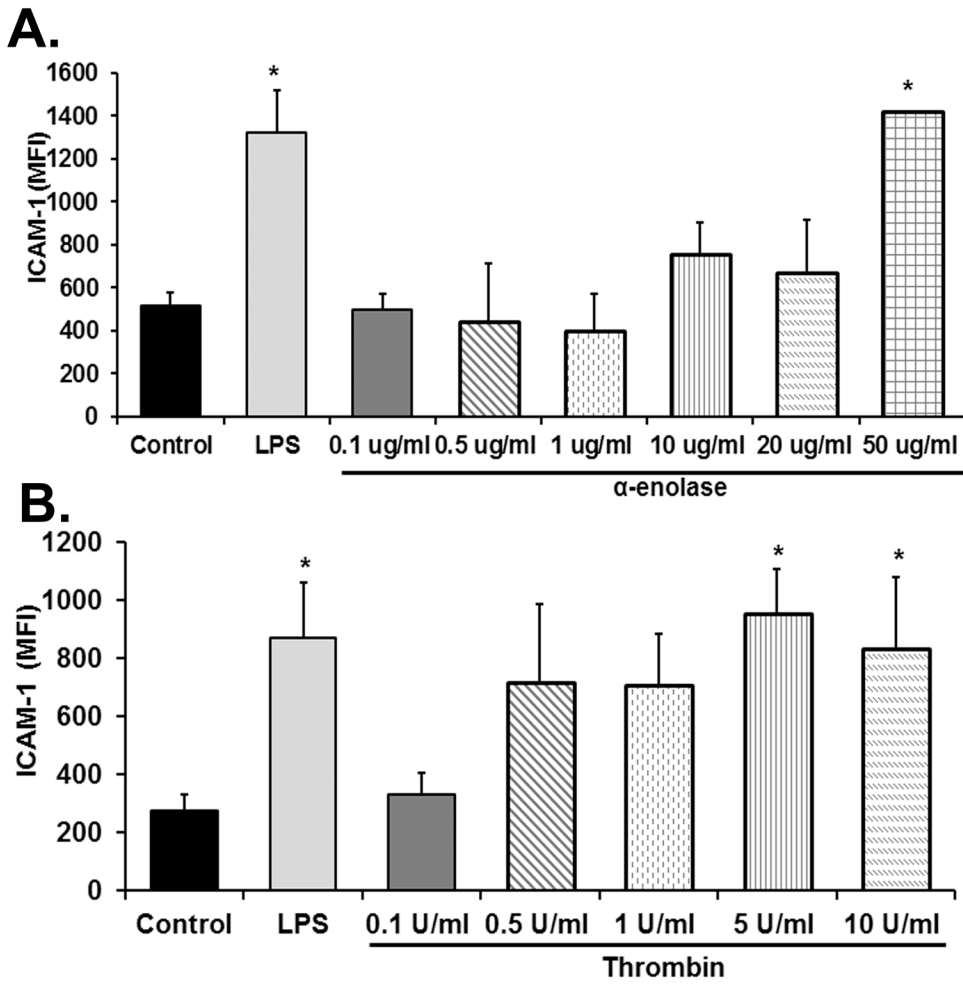 A.
ICAM-1 (MFI)
1600
1400
1200
1000
800
600
400
200
0
*
*
Control LPS 0.1 ug/ml 0.5 ug/ml 1 ug/ml 10 ug/ml 20 ug/ml 50 ug/ml
α-enolase
B.
ICAM-1 (MFI)
1200
1000
800
600
400
200
0
*
*
*
Control LPS 0.1 U/ml 0.5 U/ml 1 U/ml 5 U/ml 10 U/ml
Thrombin